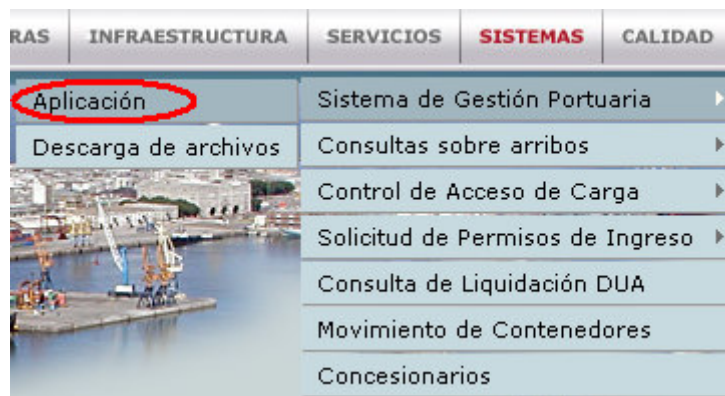 RAS INFRAESTRUCTURA SERVICIOS SISTEMAS CALIDAD
Aplicación
Descarga de archivos
Sistema de Gestión Portuaria
Consultas sobre arribos
Control de Acceso de Carga
Solicitud de Permisos de Ingreso
Consulta de Liquidación DUA
Movimiento de Contenedores
Concesionarios